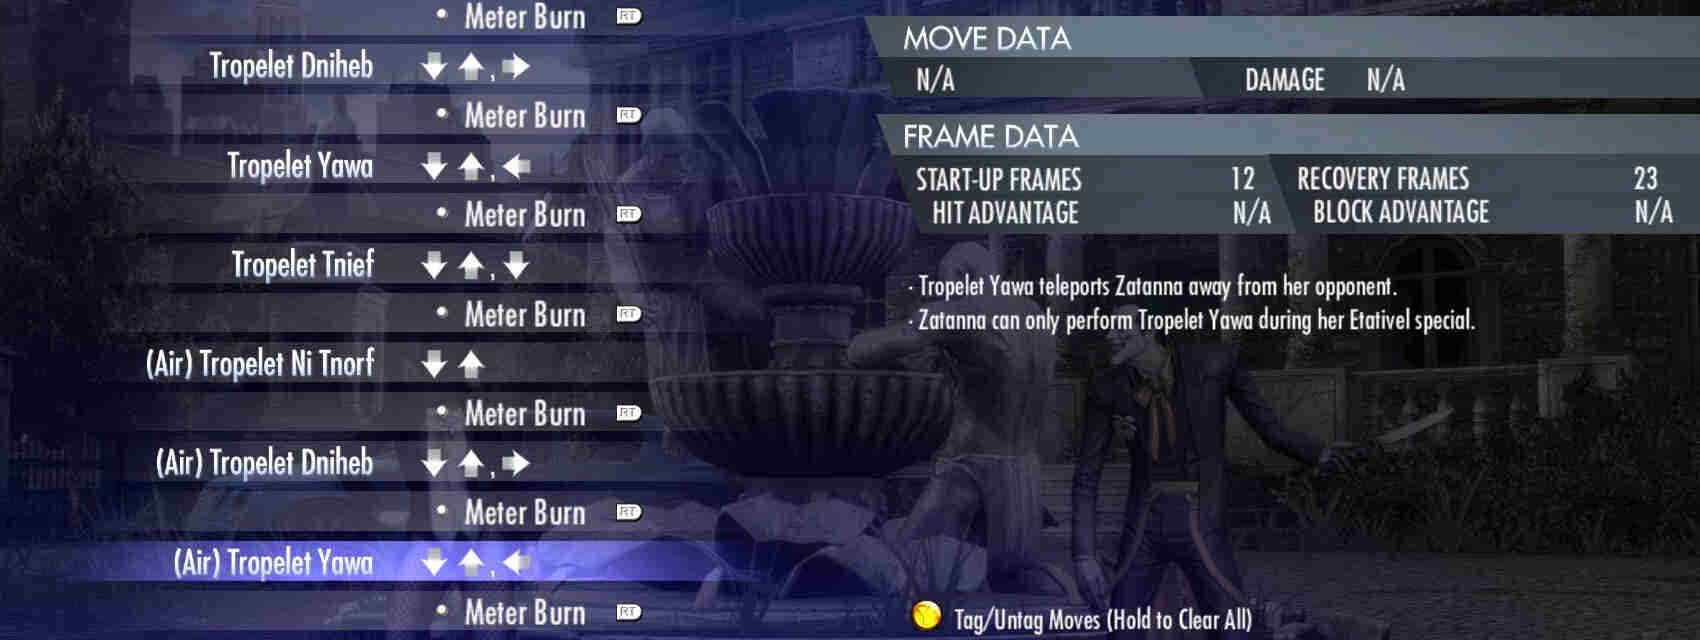 Meter Burn RT
Tropelet Dniheb ,
Meter Burn RT
Tropelet Yawa ,
Meter Burn RT
Tropelet Tnief ,
Meter Burn RT
(Air) Tropelet Ni Tnorf
Meter Burn RT
(Air) Tropelet Dniheb ,
Meter Burn RT
(Air) Tropelet Yawa ,
Meter Burn RT
MOVE DATA
N/A DAMAGE N/A
FRAME DATA
START-UP FRAMES 12 RECOVERY FRAMES 23
HIT ADVANTAGE N/A BLOCK ADVANTAGE N/A
· Tropelet Yawa teleports Zatanna away from her opponent.
· Zatanna can only perform Tropelet Yawa during her Etativel special.
Y Tag/Untag Moves (Hold to Clear All)